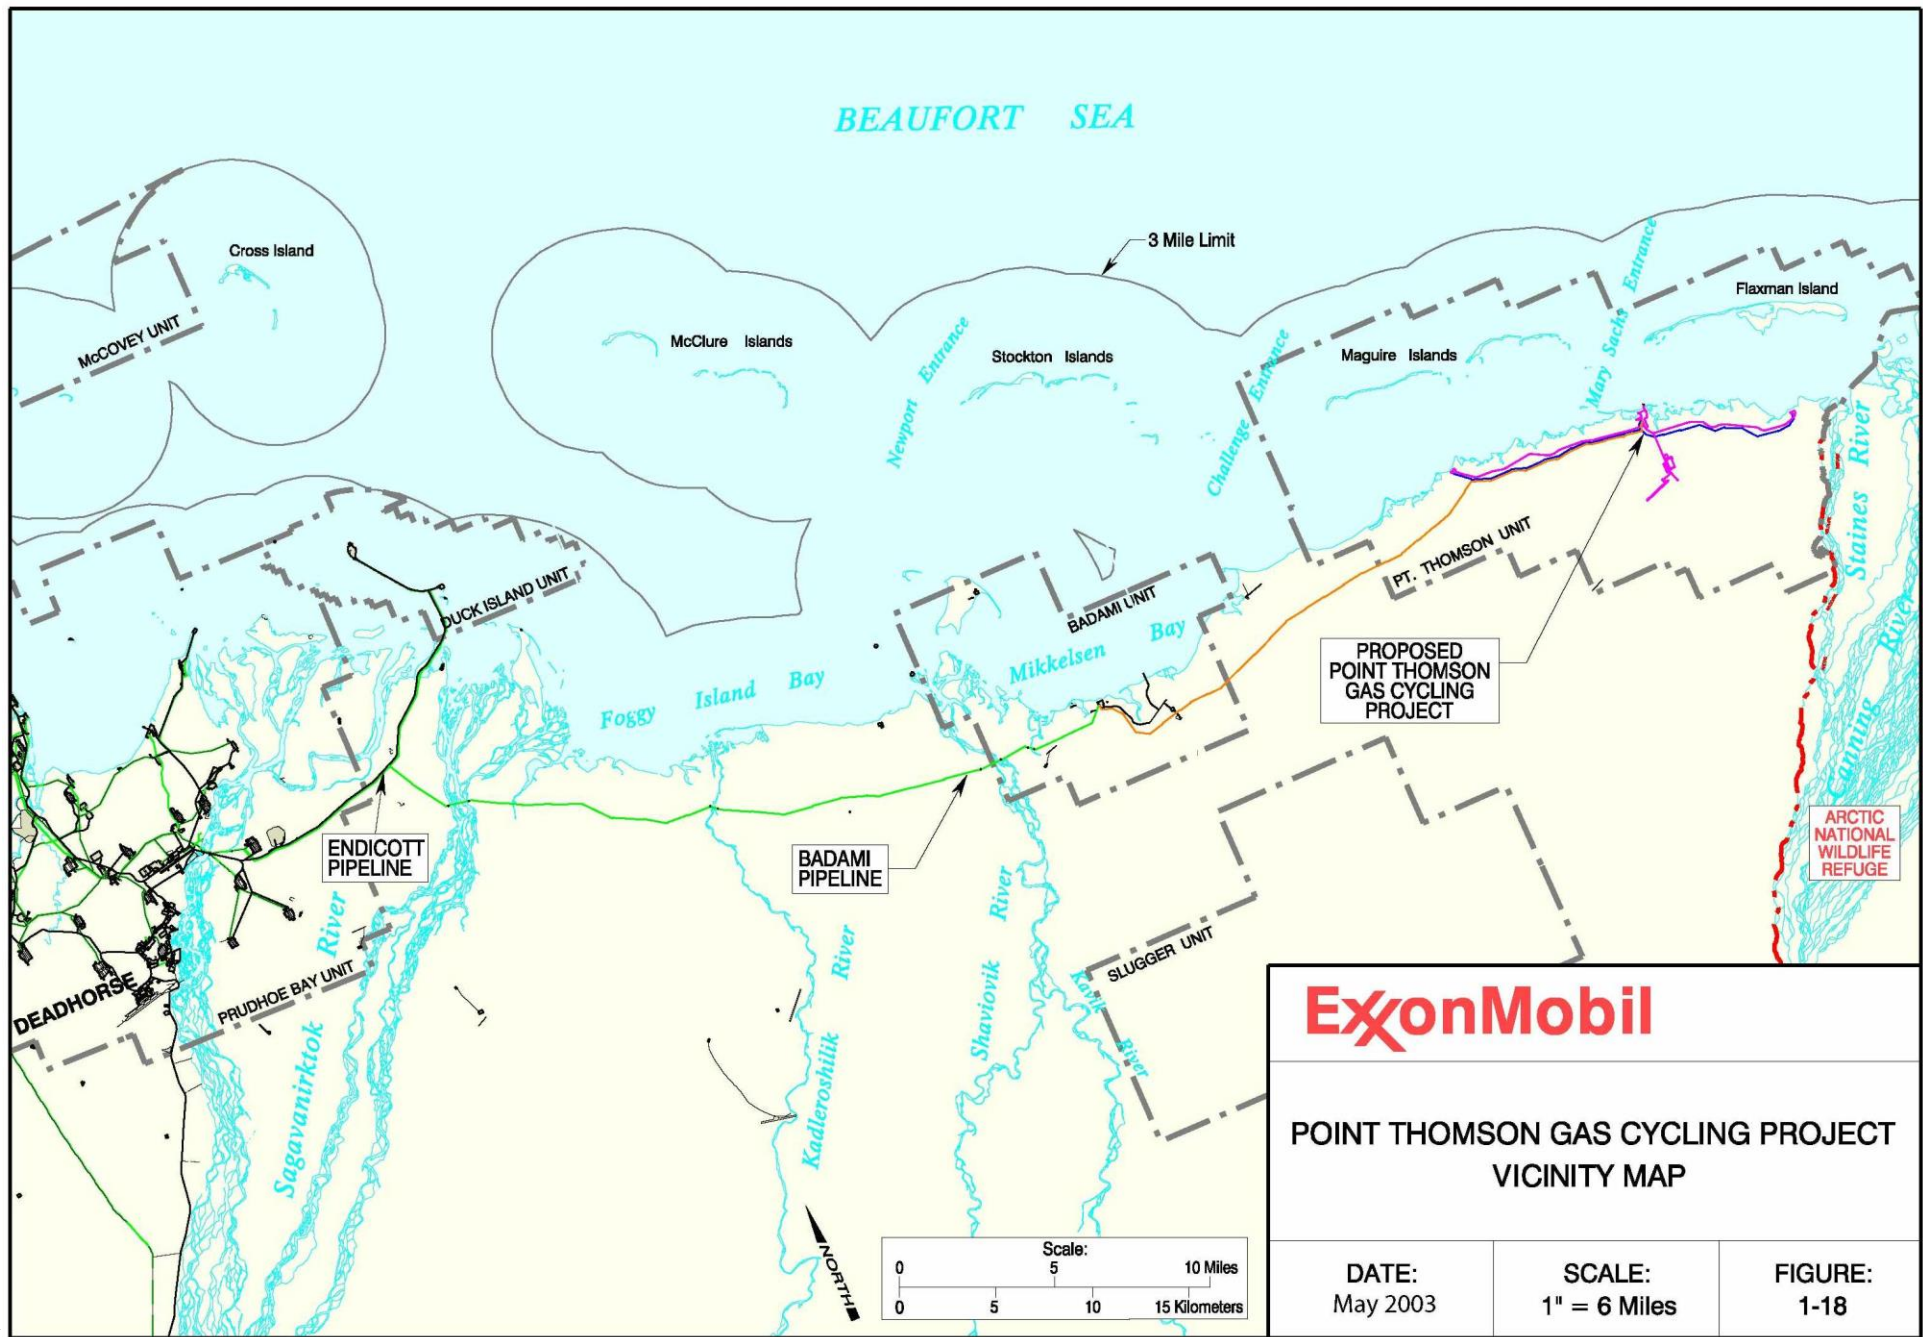 BEAUFORT SEA
3 Mile Limit
Cross Island
McCOVEY UNIT
McClure Islands
Newport Entrance
Stockton Islands
Challenge Entrance
Maguire Islands
Mary Sachs Entrance
Flaxman Island
Staines River
Canning River
DUCK ISLAND UNIT
BADAMI UNIT
Mikkelsen Bay
Foggy Island Bay
PT. THOMSON UNIT
PROPOSED
POINT THOMSON
GAS CYCLING
PROJECT
ARCTIC
NATIONAL
WILDLIFE
REFUGE
ENDICOTT
PIPELINE
BADAMI
PIPELINE
DEADHORSE
PRUDHOE BAY UNIT
Sagavanirktok River
Kadleroshilik River
Shaviovik River
Kavik River
SLUGGER UNIT
NORTH
Scale:
0 5 10 Miles
0 5 10 15 Kilometers
ExxonMobil
POINT THOMSON GAS CYCLING PROJECT
VICINITY MAP
DATE:
May 2003
SCALE:
1" = 6 Miles
FIGURE:
1-18